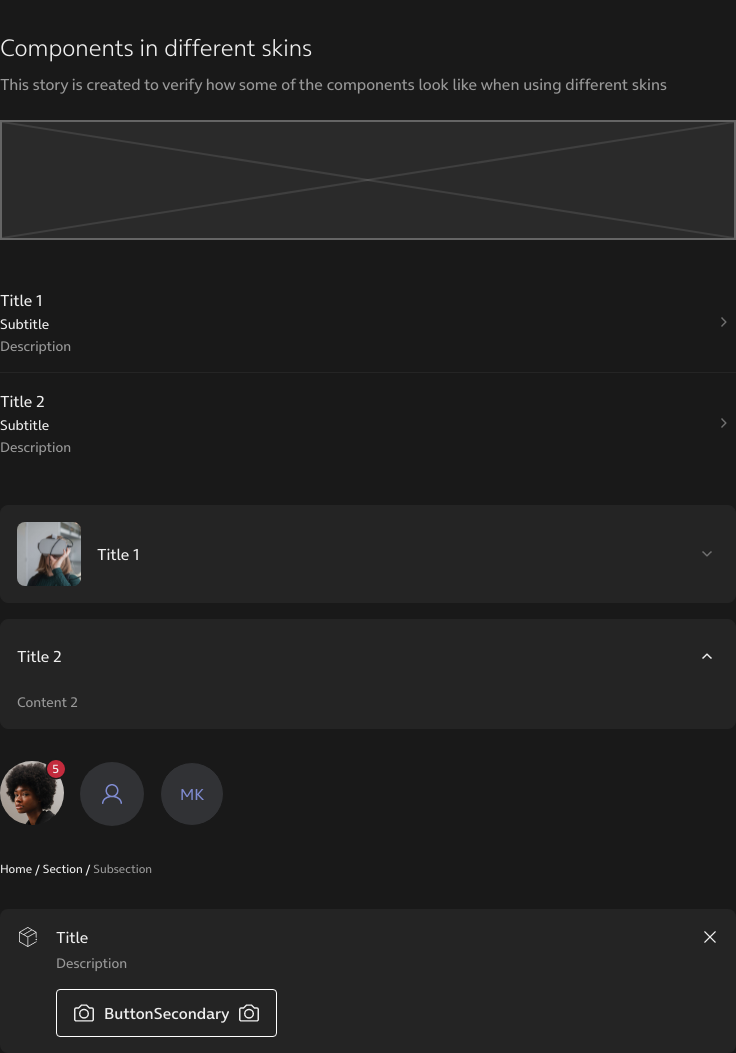 Components in different skins
This story is created to verify how some of the components look like when using different skins
Title 1
Subtitle
Description
Title 2
Subtitle
Description
Title 1
Title 2
Content 2
5
MK
Home / Section / Subsection
Title
Description
ButtonSecondary